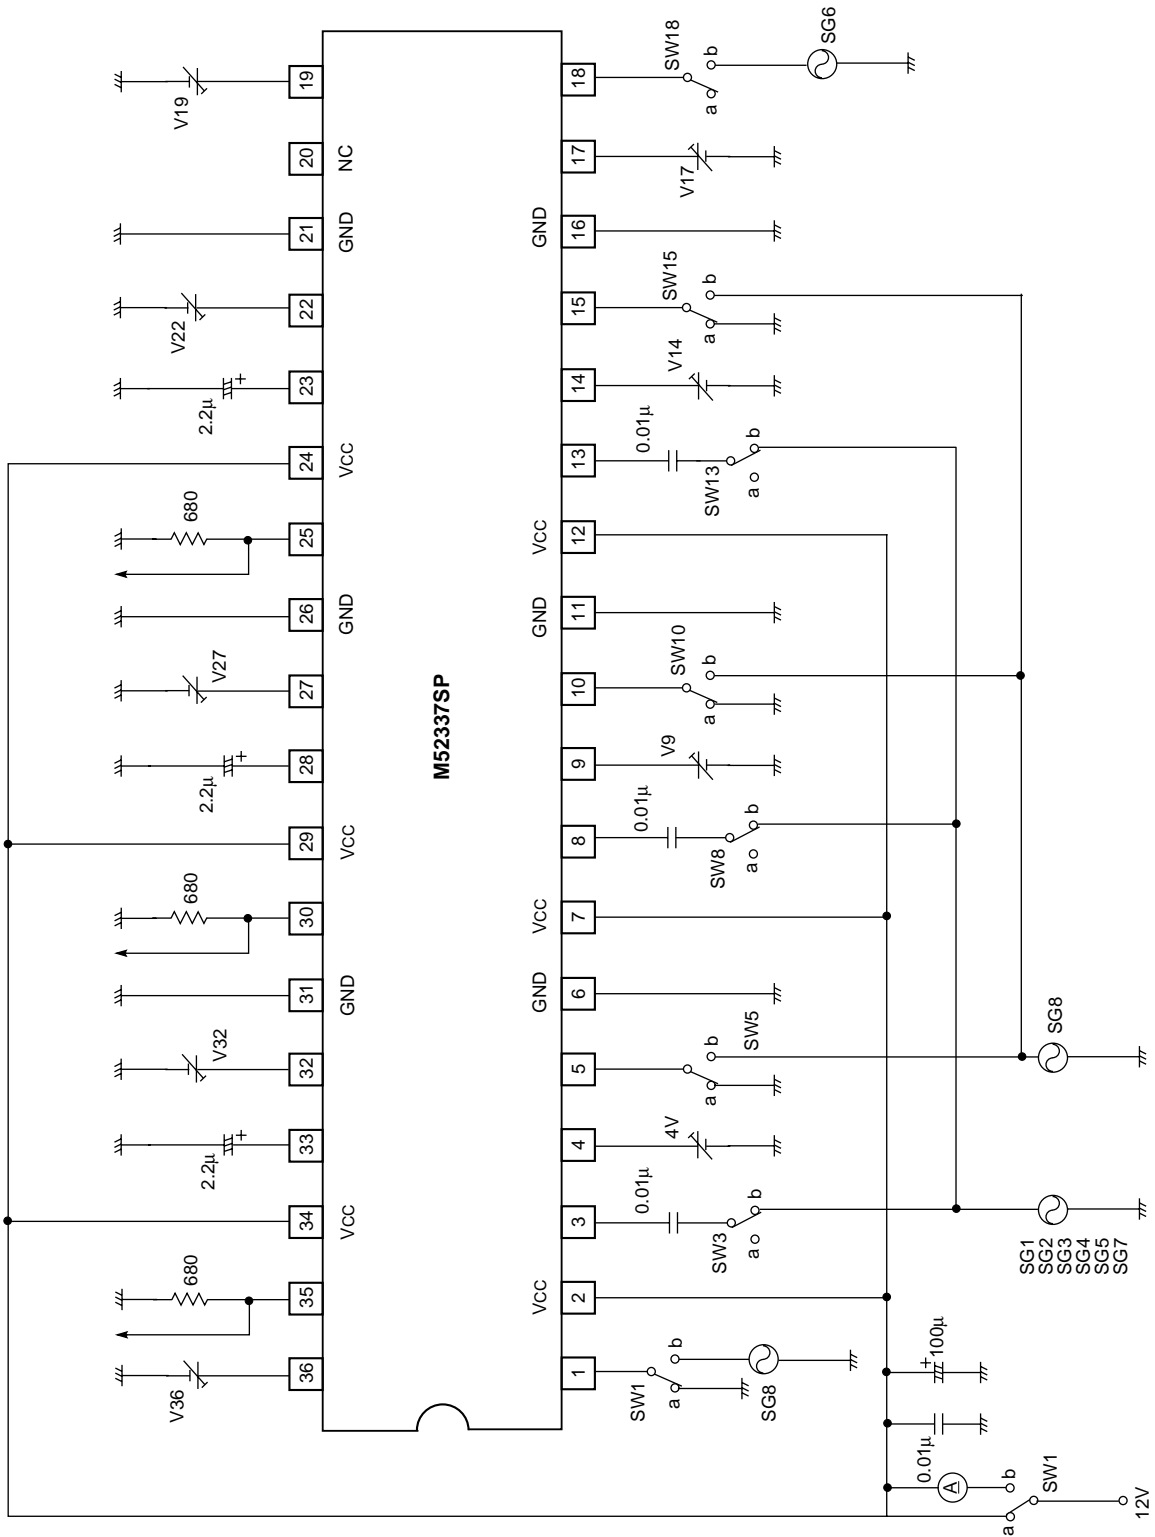 V36
V32
V27
V22
V19
680
2.2µ
680
2.2µ
680
2.2µ
36
35
34
33
32
31
30
29
28
27
26
25
24
23
22
21
20
19
VCC
GND
VCC
GND
VCC
GND
NC
M52337SP
VCC
GND
VCC
GND
VCC
GND
1
2
3
4
5
6
7
8
9
10
11
12
13
14
15
16
17
18
SW1
a
b
SG8
0.01µ
SW3
a
b
4V
SW5
a
b
0.01µ
SW8
a
b
V9
SW10
a
b
0.01µ
SW13
a
b
V14
SW15
a
b
V17
SW18
a
b
SG6
0.01µ
+
100µ
A
a
b
SW1
12V
SG1
SG2
SG3
SG4
SG5
SG7
SG8
+
+
+